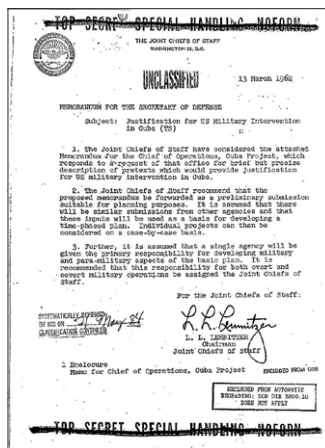 TOP SECRET SPECIAL HANDLING NOFORN
THE JOINT CHIEFS OF STAFF
WASHINGTON 25, D.C.
UNCLASSIFIED
13 March 1962
MEMORANDUM FOR THE SECRETARY OF DEFENSE
Subject: Justification for US Military Intervention
in Cuba (TS)
1. The Joint Chiefs of Staff have considered the attached
Memorandum for the Chief of Operations, Cuba Project, which
responds to a request of that office for brief but precise
description of pretexts which would provide justification
for US military intervention in Cuba.
2. The Joint Chiefs of Staff recommend that the
proposed memorandum be forwarded as a preliminary submission
suitable for planning purposes. It is assumed that there
will be similar submissions from other agencies and that
these inputs will be used as a basis for developing a
time-phased plan. Individual projects can then be
considered on a case-by-case basis.
3. Further, it is assumed that a single agency will be
given the primary responsibility for developing military
and para-military aspects of the basic plan. It is
recommended that this responsibility for both overt and
covert military operations be assigned the Joint Chiefs of
Staff.
For the Joint Chiefs of Staff:
SYSTEMATICALLY REVIEWED
BY JCS ON 21 May 84
CLASSIFICATION CONTINUED
L. L. Lemnitzer
L. L. LEMNITZER
Chairman
Joint Chiefs of Staff
1 Enclosure
Memo for Chief of Operations, Cuba Project
EXCLUDED FROM GDS
EXCLUDED FROM AUTOMATIC
REGRADING; DOD DIR 5200.10
DOES NOT APPLY
TOP SECRET SPECIAL HANDLING NOFORN